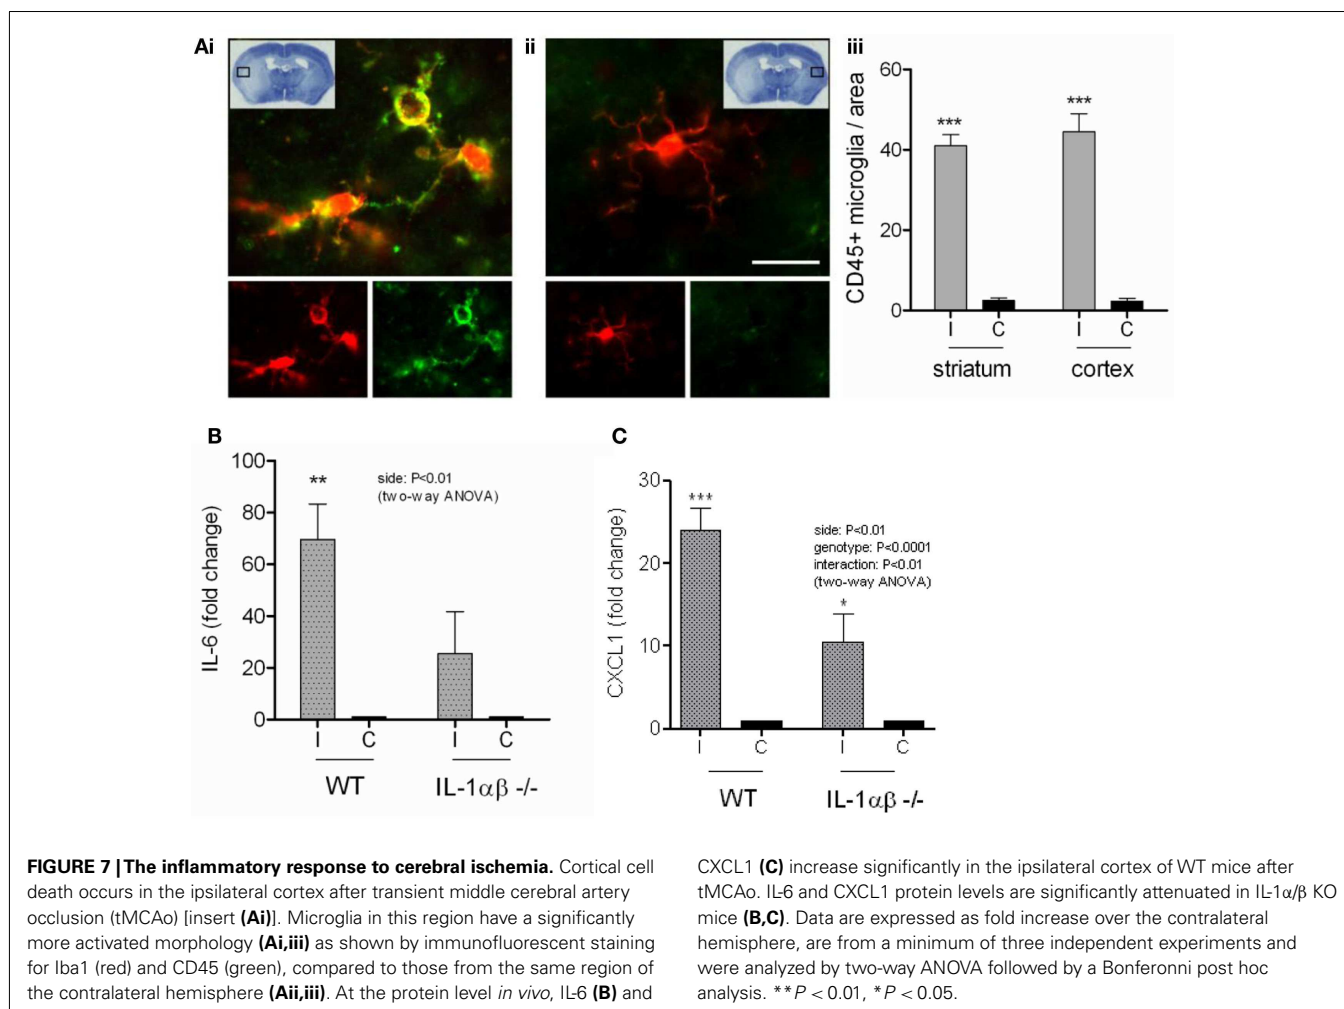 Ai
ii
iii
60
40
20
0
CD45+ microglia / area
***
***
I
C
I
C
striatum
cortex
B
100
80
60
40
20
0
IL-6 (fold change)
**
side: P<0.01
(two-way ANOVA)
I
C
I
C
WT
IL-1αβ -/-
C
30
20
10
0
CXCL1 (fold change)
***
side: P<0.01
genotype: P<0.0001
interaction: P<0.01
(two-way ANOVA)
*
I
C
I
C
WT
IL-1αβ -/-
FIGURE 7 | The inflammatory response to cerebral ischemia. Cortical cell
death occurs in the ipsilateral cortex after transient middle cerebral artery
occlusion (tMCAo) [insert (Ai)]. Microglia in this region have a significantly
more activated morphology (Ai,iii) as shown by immunofluorescent staining
for Iba1 (red) and CD45 (green), compared to those from the same region of
the contralateral hemisphere (Aii,iii). At the protein level in vivo, IL-6 (B) and
CXCL1 (C) increase significantly in the ipsilateral cortex of WT mice after
tMCAo. IL-6 and CXCL1 protein levels are significantly attenuated in IL-1α/β KO
mice (B,C). Data are expressed as fold increase over the contralateral
hemisphere, are from a minimum of three independent experiments and
were analyzed by two-way ANOVA followed by a Bonferroni post hoc
analysis. **P < 0.01, *P < 0.05.